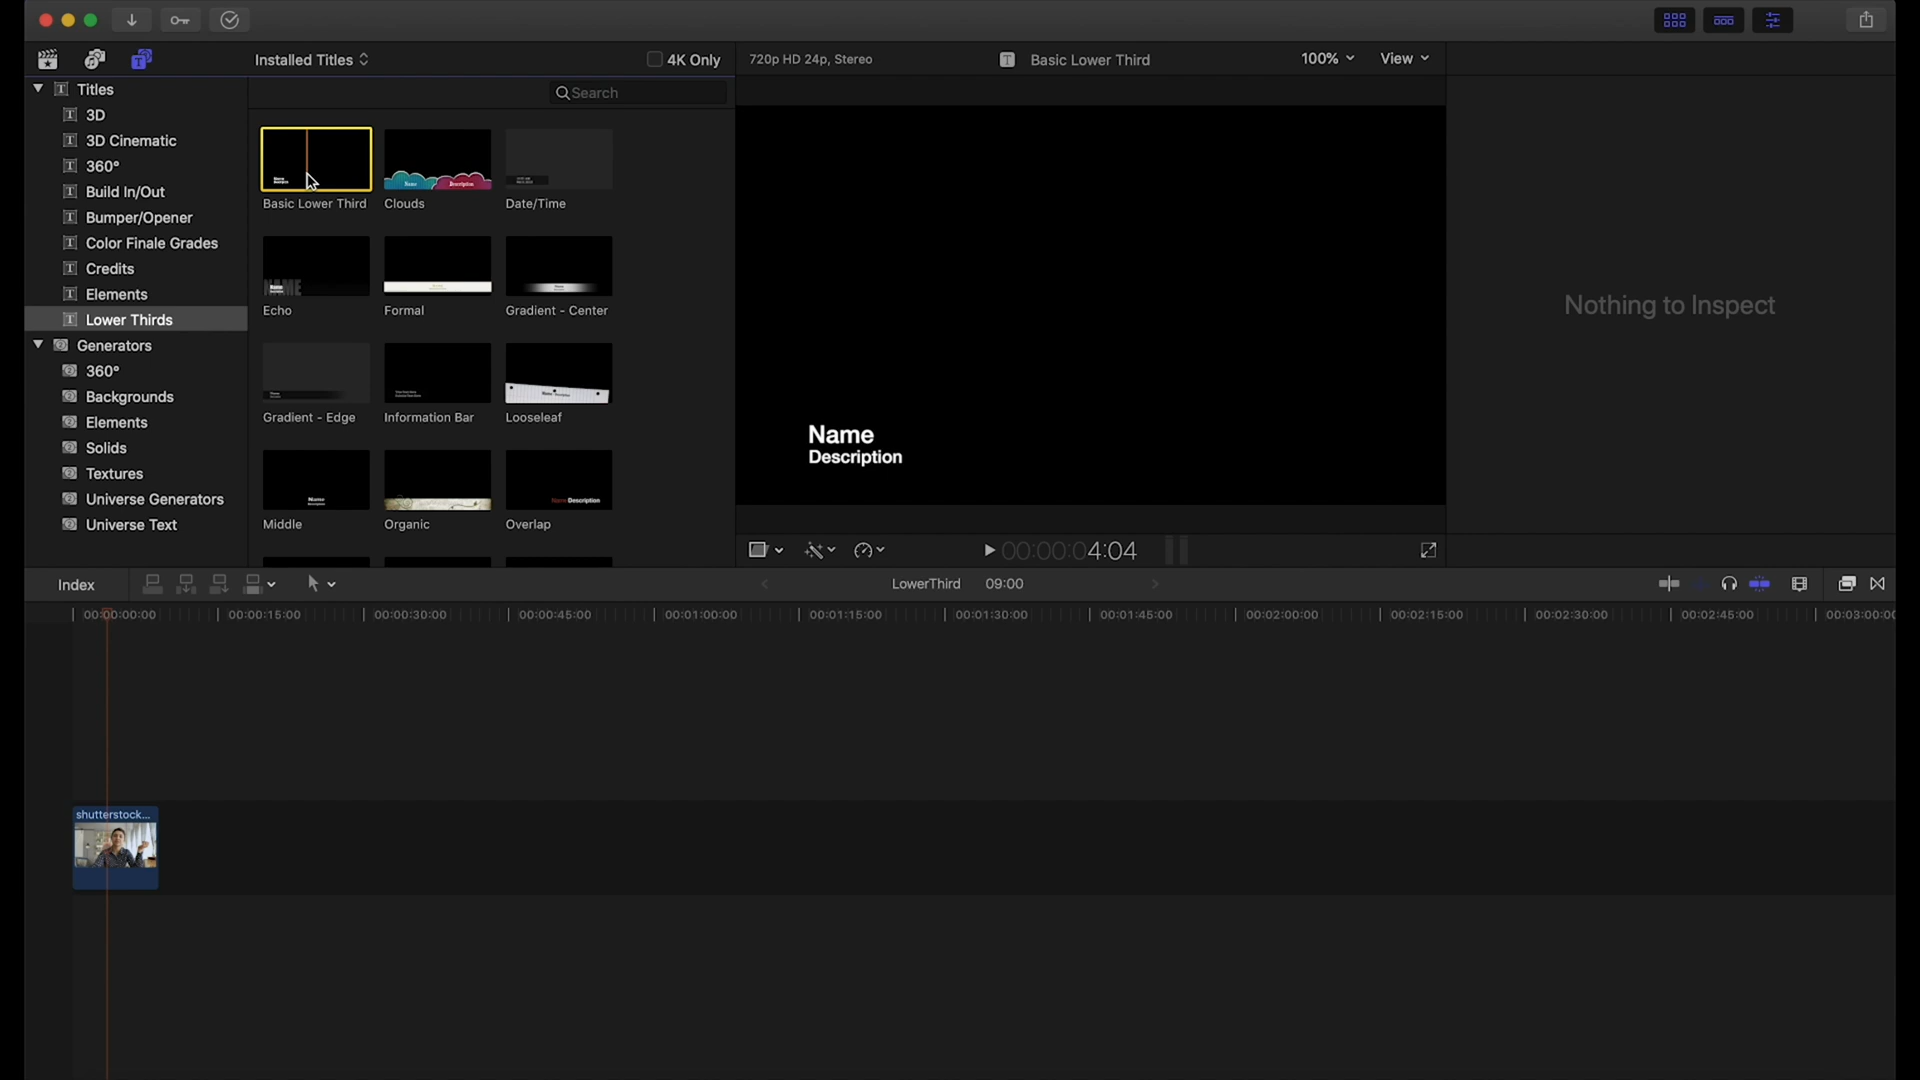 Installed Titles
4K Only
720p HD 24p, Stereo
Basic Lower Third
100%
View
Titles
3D
3D Cinematic
360°
Build In/Out
Bumper/Opener
Color Finale Grades
Credits
Elements
Lower Thirds
Generators
360°
Backgrounds
Elements
Solids
Textures
Universe Generators
Universe Text
Search
Basic Lower Third
Clouds
Date/Time
Echo
Formal
Gradient - Center
Gradient - Edge
Information Bar
Looseleaf
Middle
Organic
Overlap
Name
Description
Nothing to Inspect
00:00:04:04
Index
LowerThird
09:00
00:00:00:00
00:00:15:00
00:00:30:00
00:00:45:00
00:01:00:00
00:01:15:00
00:01:30:00
00:01:45:00
00:02:00:00
00:02:15:00
00:02:30:00
00:02:45:00
00:03:00:00
shutterstock...